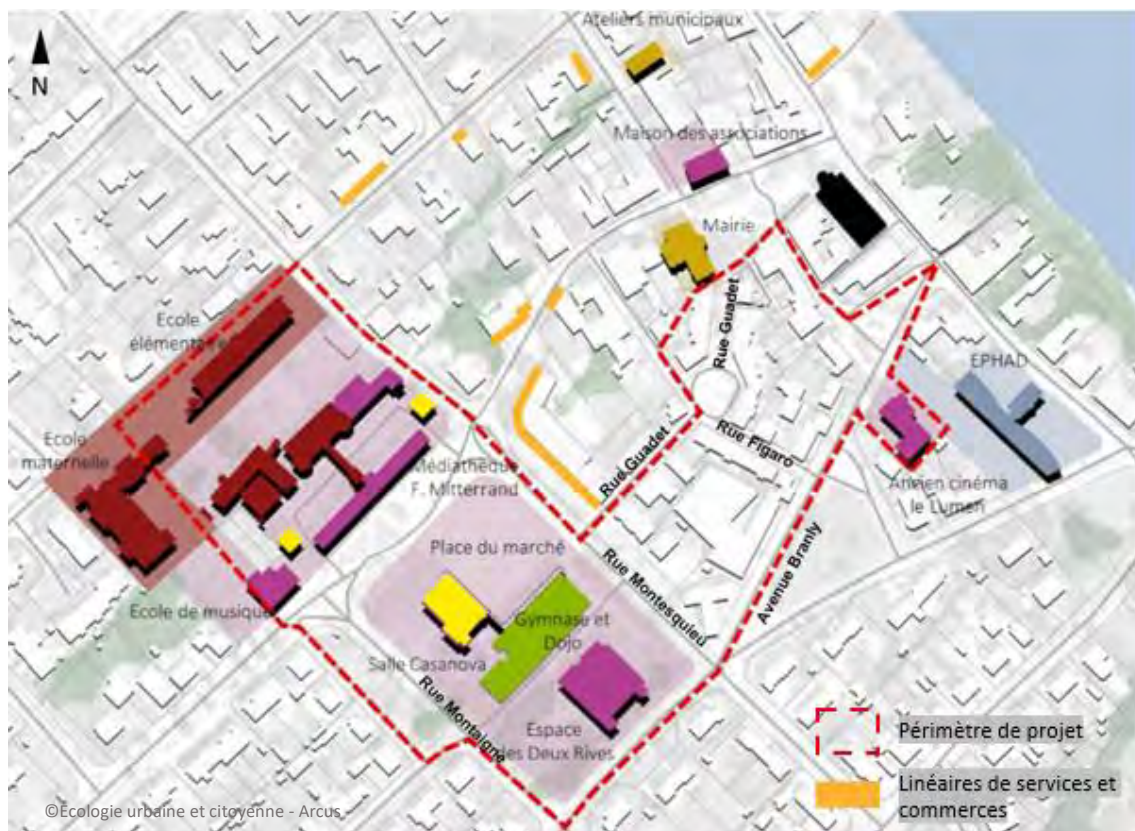 Ateliers municipaux
N
Maison des associations
Mairie
Rue Guadet
Ecole
élémentaire
EPHAD
Ecole
maternelle
Rue Figaro
Médiathèque
F. Mitterrand
Rue Guadet
Ancien cinéma
le Lumen
Place du marché
Avenue Branly
Rue Montesquieu
Ecole de musique
Gymnase et
Dojo
Salle Casanova
Rue Montaigne
Espace
des Deux Rives
Périmètre de projet
Linéaires de services et
commerces
©Écologie urbaine et citoyenne - Arcus